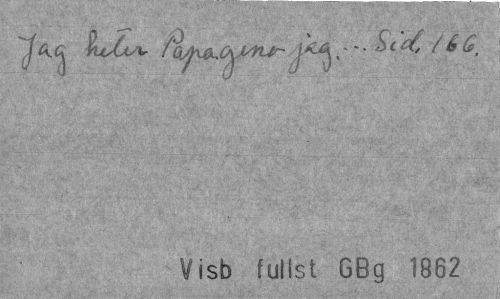 Jag heter Papageno jag.... Sid. 166.
Visb fullst GBg 1862